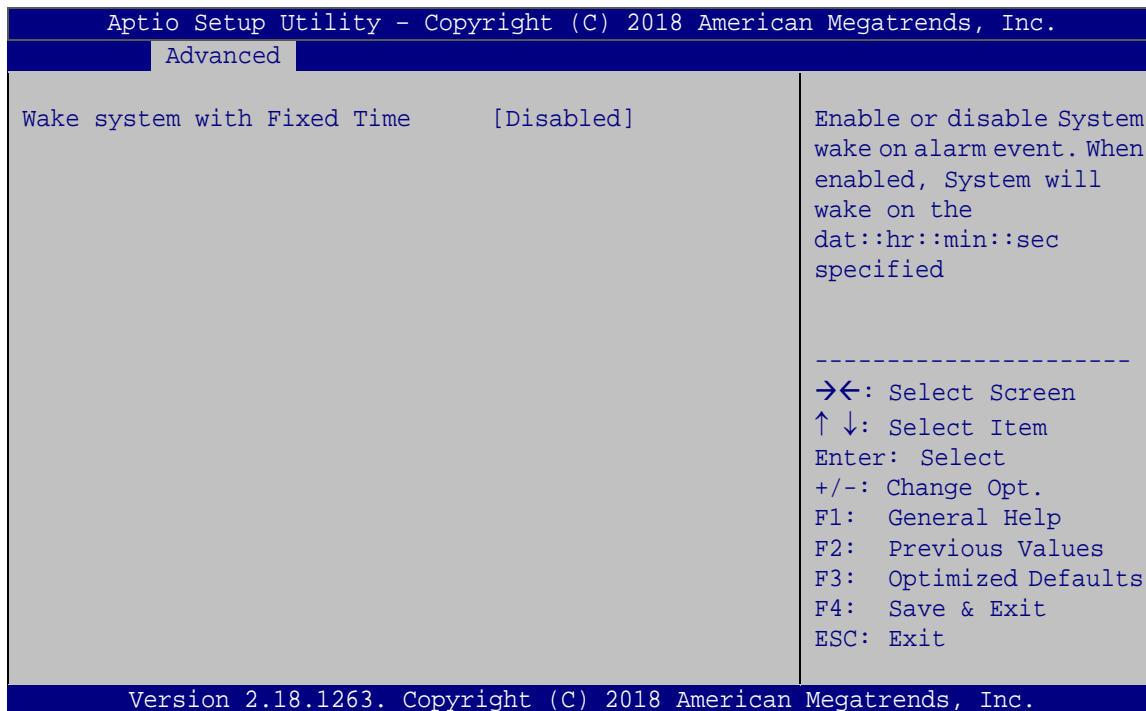 Aptio Setup Utility – Copyright (C) 2018 American Megatrends, Inc.
Advanced
Wake system with Fixed Time [Disabled]
Enable or disable System
wake on alarm event. When
enabled, System will
wake on the
dat::hr::min::sec
specified
----------------------
→←: Select Screen
↑ ↓: Select Item
Enter: Select
+/-: Change Opt.
F1: General Help
F2: Previous Values
F3: Optimized Defaults
F4: Save & Exit
ESC: Exit
Version 2.18.1263. Copyright (C) 2018 American Megatrends, Inc.